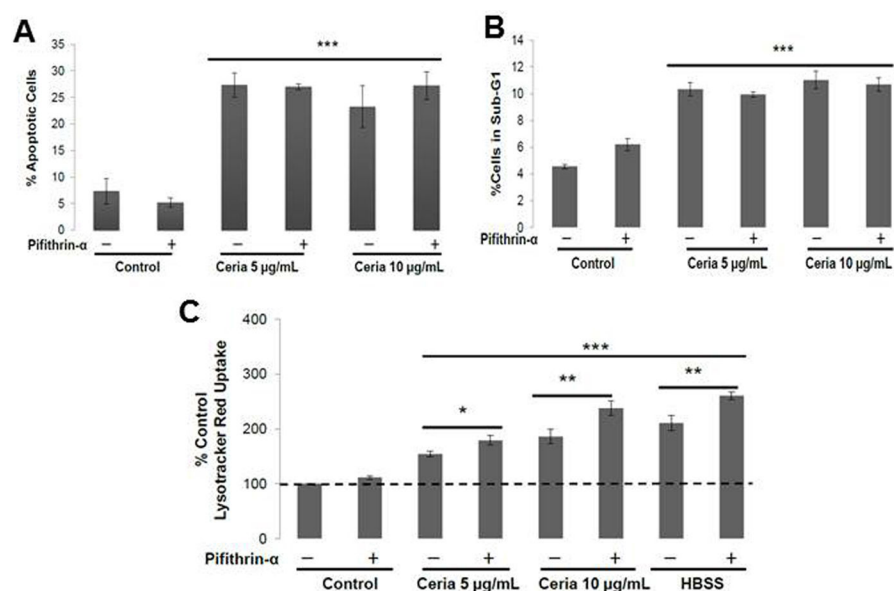 A
% Apoptotic Cells
35
30
25
20
15
10
5
0
***
Pifithrin-α − + − + − +
Control Ceria 5 µg/mL Ceria 10 µg/mL
B
%Cells in Sub-G1
14
12
10
8
6
4
2
0
***
Pifithrin-α − + − + − +
Control Ceria 5 µg/mL Ceria 10 µg/mL
C
% Control
Lysotracker Red Uptake
400
300
200
100
0
***
* ** **
Pifithrin-α − + − + − + − +
Control Ceria 5 µg/mL Ceria 10 µg/mL HBSS